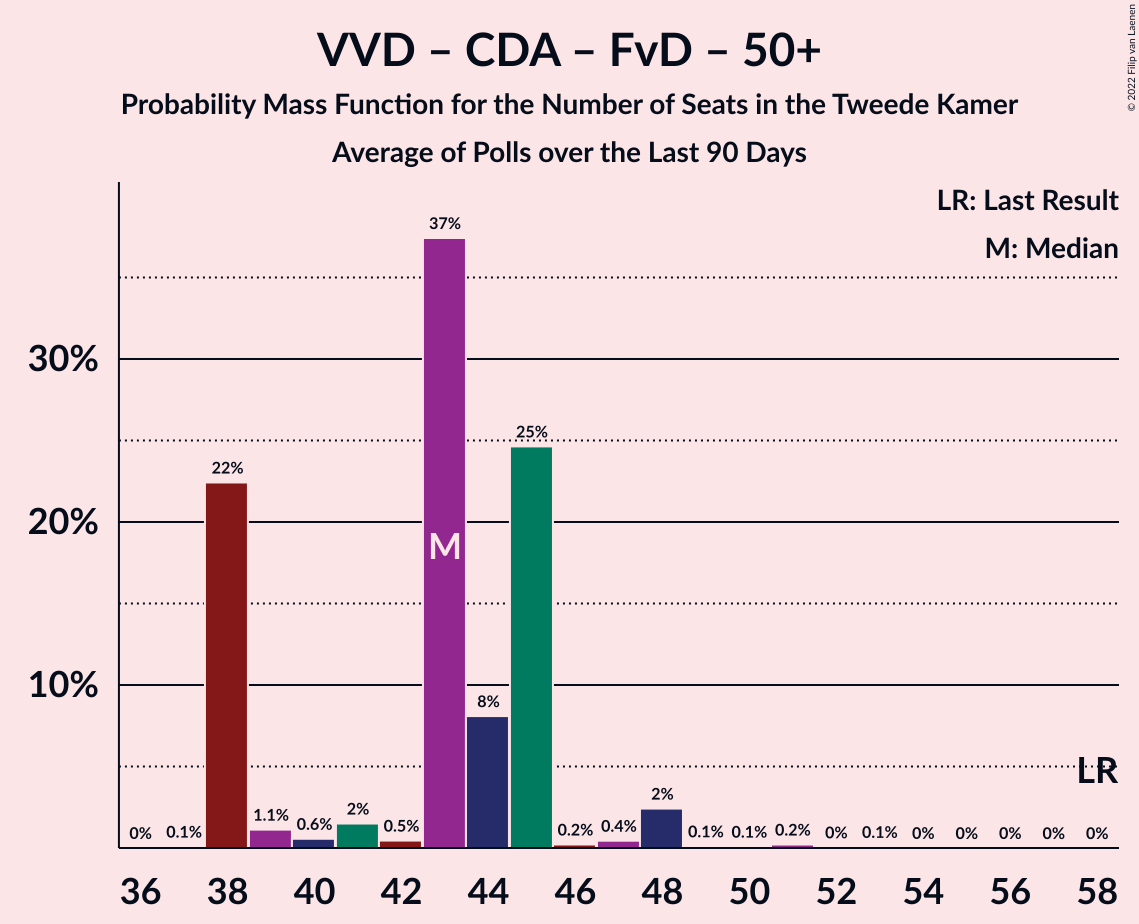 VVD – CDA – FvD – 50+
Probability Mass Function for the Number of Seats in the Tweede Kamer
Average of Polls over the Last 90 Days
© 2022 Filip van Laenen
LR: Last Result
M: Median
30%
20%
10%
0% 0.1% 22% 1.1% 0.6% 2% 0.5% 37% 8% 25% 0.2% 0.4% 2% 0.1% 0.1% 0.2% 0% 0.1% 0% 0% 0% 0% 0%
M
LR
36 38 40 42 44 46 48 50 52 54 56 58